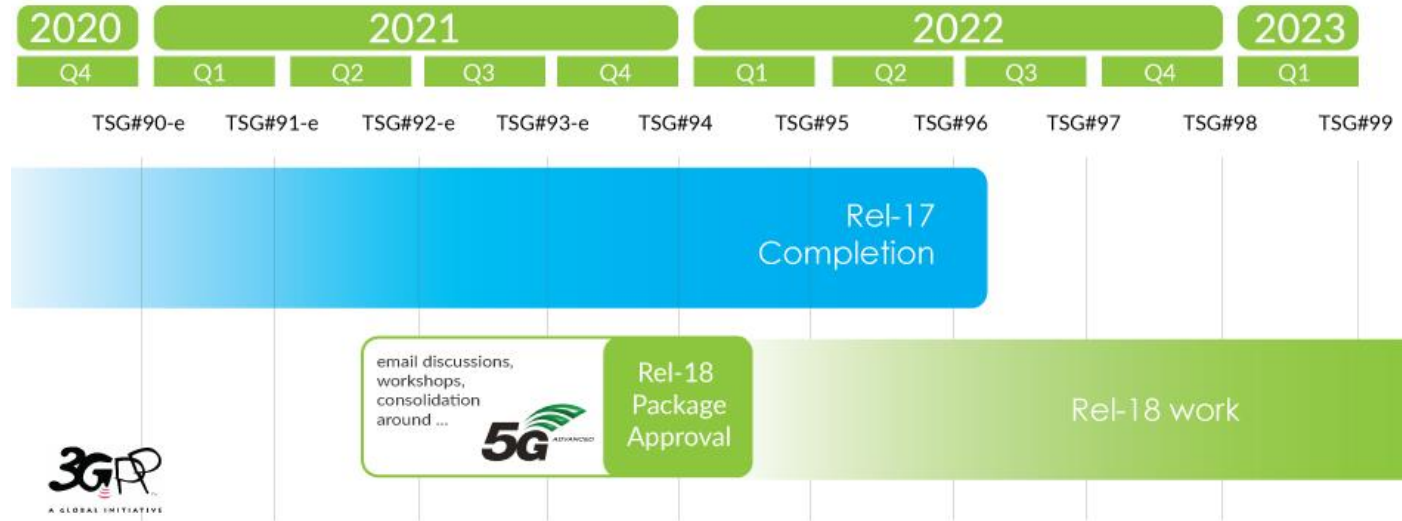 2020 2021 2022 2023
Q4 Q1 Q2 Q3 Q4 Q1 Q2 Q3 Q4 Q1
TSG#90-e TSG#91-e TSG#92-e TSG#93-e TSG#94 TSG#95 TSG#96 TSG#97 TSG#98 TSG#99
Rel-17
Completion
email discussions,
workshops,
consolidation
around ...
5G ADVANCED
Rel-18
Package
Approval
Rel-18 work
3GPP
A GLOBAL INITIATIVE